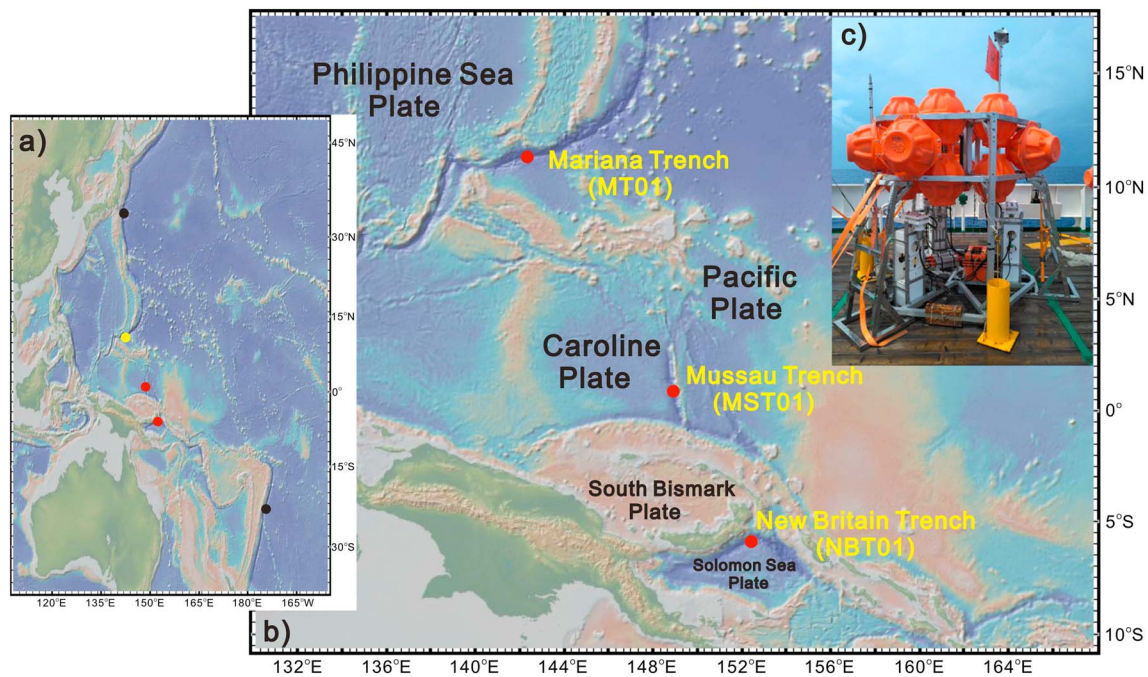 a)
45°N
30°N
15°N
0°
15°S
30°S
120°E
135°E
150°E
165°W
b)
Philippine Sea
Plate
Mariana Trench
(MT01)
Pacific
Plate
Caroline
Plate
Mussau Trench
(MST01)
South Bismark
Plate
New Britain Trench
(NBT01)
Solomon Sea
Plate
15°N
10°N
5°N
0°
5°S
10°S
132°E
136°E
140°E
144°E
148°E
152°E
156°E
160°E
164°E
c)